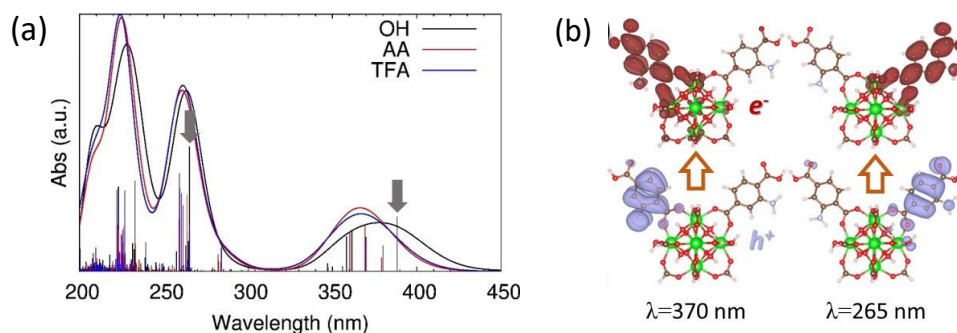 (a)
Abs (a.u.)
OH
AA
TFA
200 250 300 350 400 450
Wavelength (nm)
(b)
e-
h+
λ=370 nm λ=265 nm